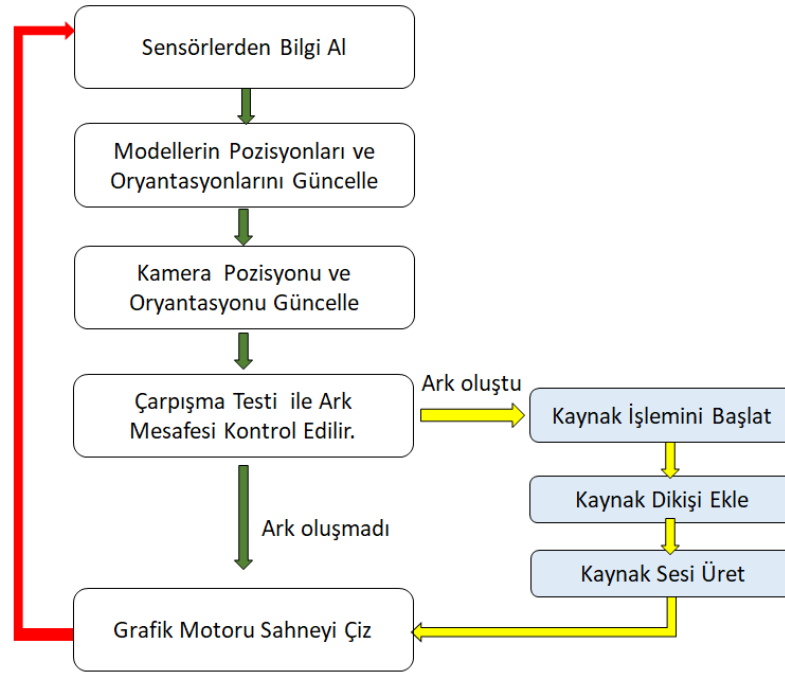 Sensörlerden Bilgi Al
Modellerin Pozisyonları ve
Oryantasyonlarını Güncelle
Kamera Pozisyonu ve
Oryantasyonu Güncelle
Çarpışma Testi ile Ark
Mesafesi Kontrol Edilir.
Ark oluştu
Kaynak İşlemini Başlat
Kaynak Dikişi Ekle
Kaynak Sesi Üret
Ark oluşmadı
Grafik Motoru Sahneyi Çiz